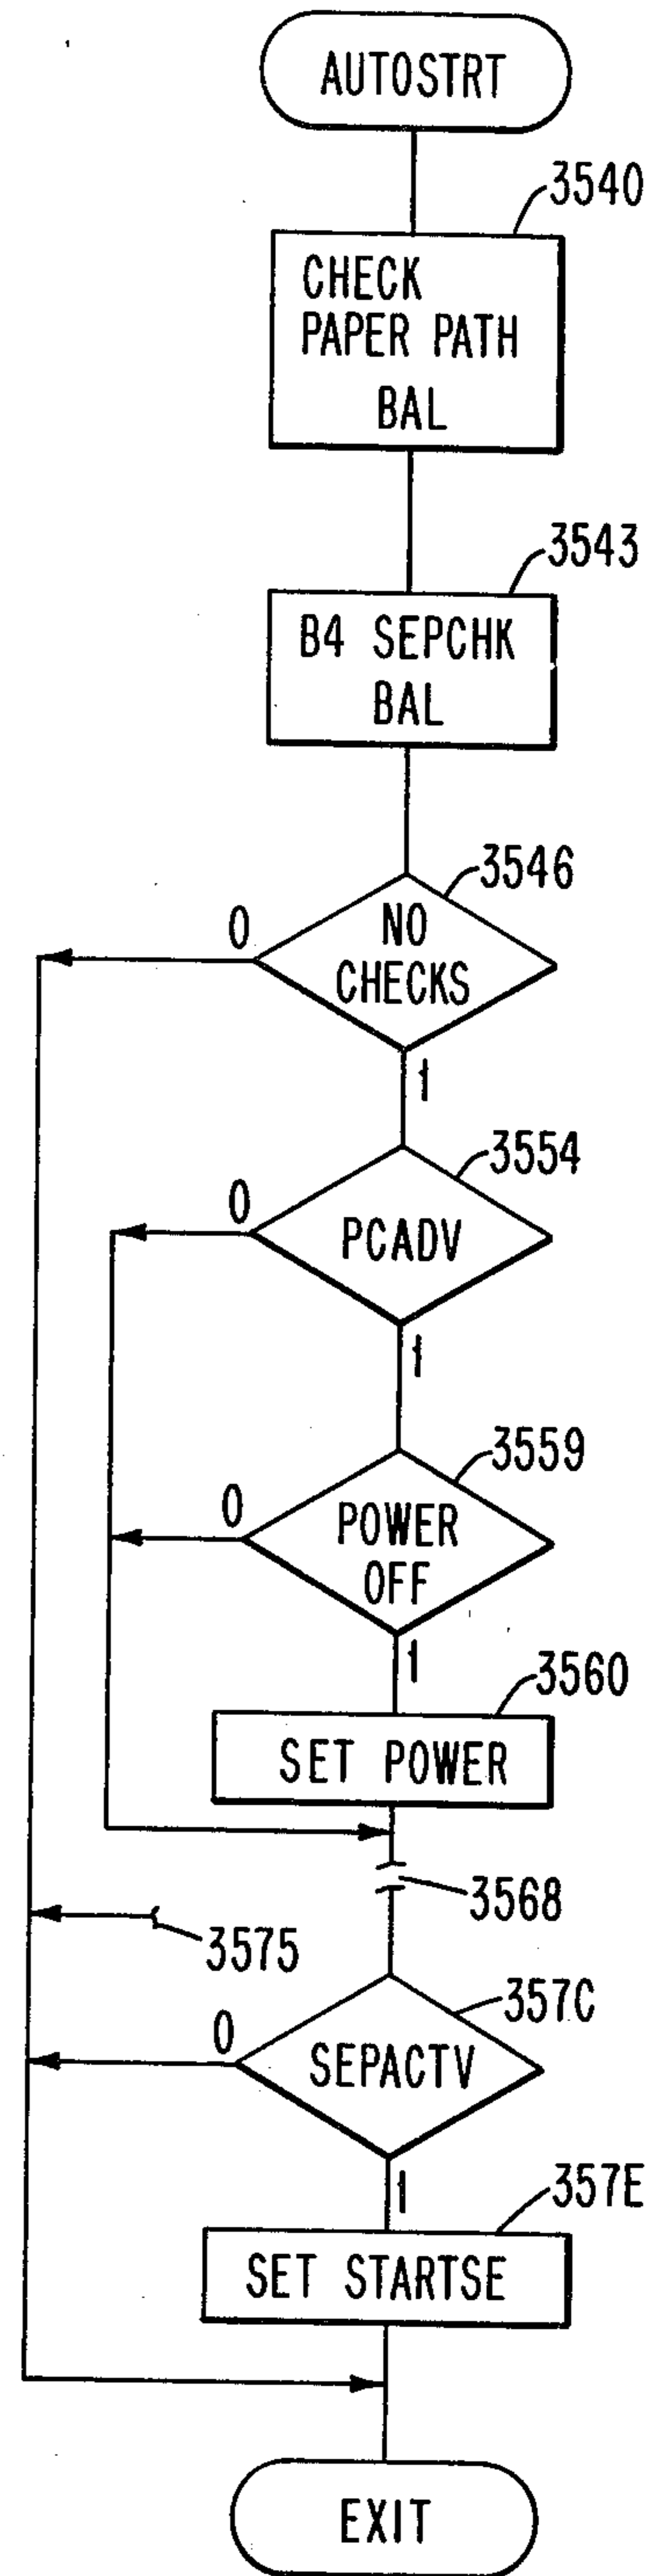 AUTOSTRT
3540
CHECK
PAPER PATH
BAL
3543
B4 SEPCHK
BAL
3546
0
NO
CHECKS
1
3554
0
PCADV
1
3559
0
POWER
OFF
1
3560
SET POWER
3568
3575
357C
0
SEPACTV
1
357E
SET STARTSE
EXIT